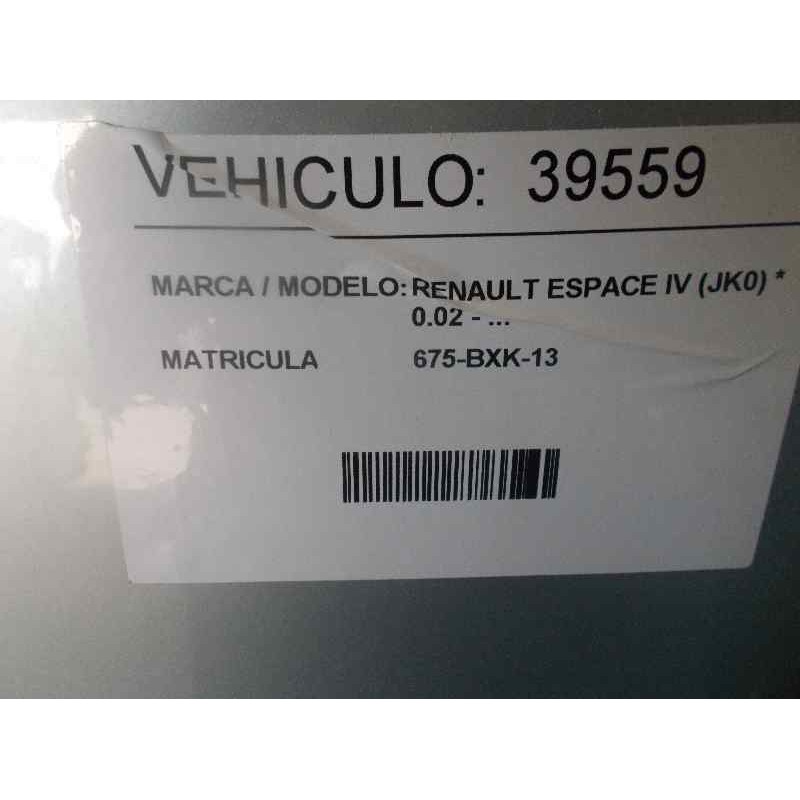 VEHICULO: 39559
MARCA / MODELO: RENAULT ESPACE IV (JK0) *
0.02 - ...
MATRICULA 675-BXK-13